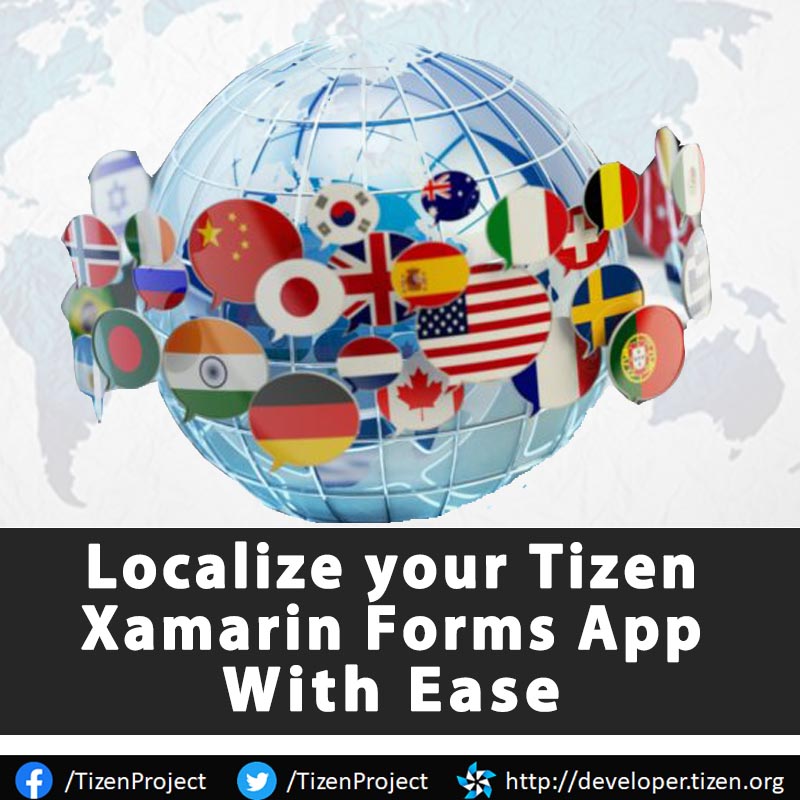 Localize your Tizen
Xamarin Forms App
With Ease
/TizenProject /TizenProject http://developer.tizen.org